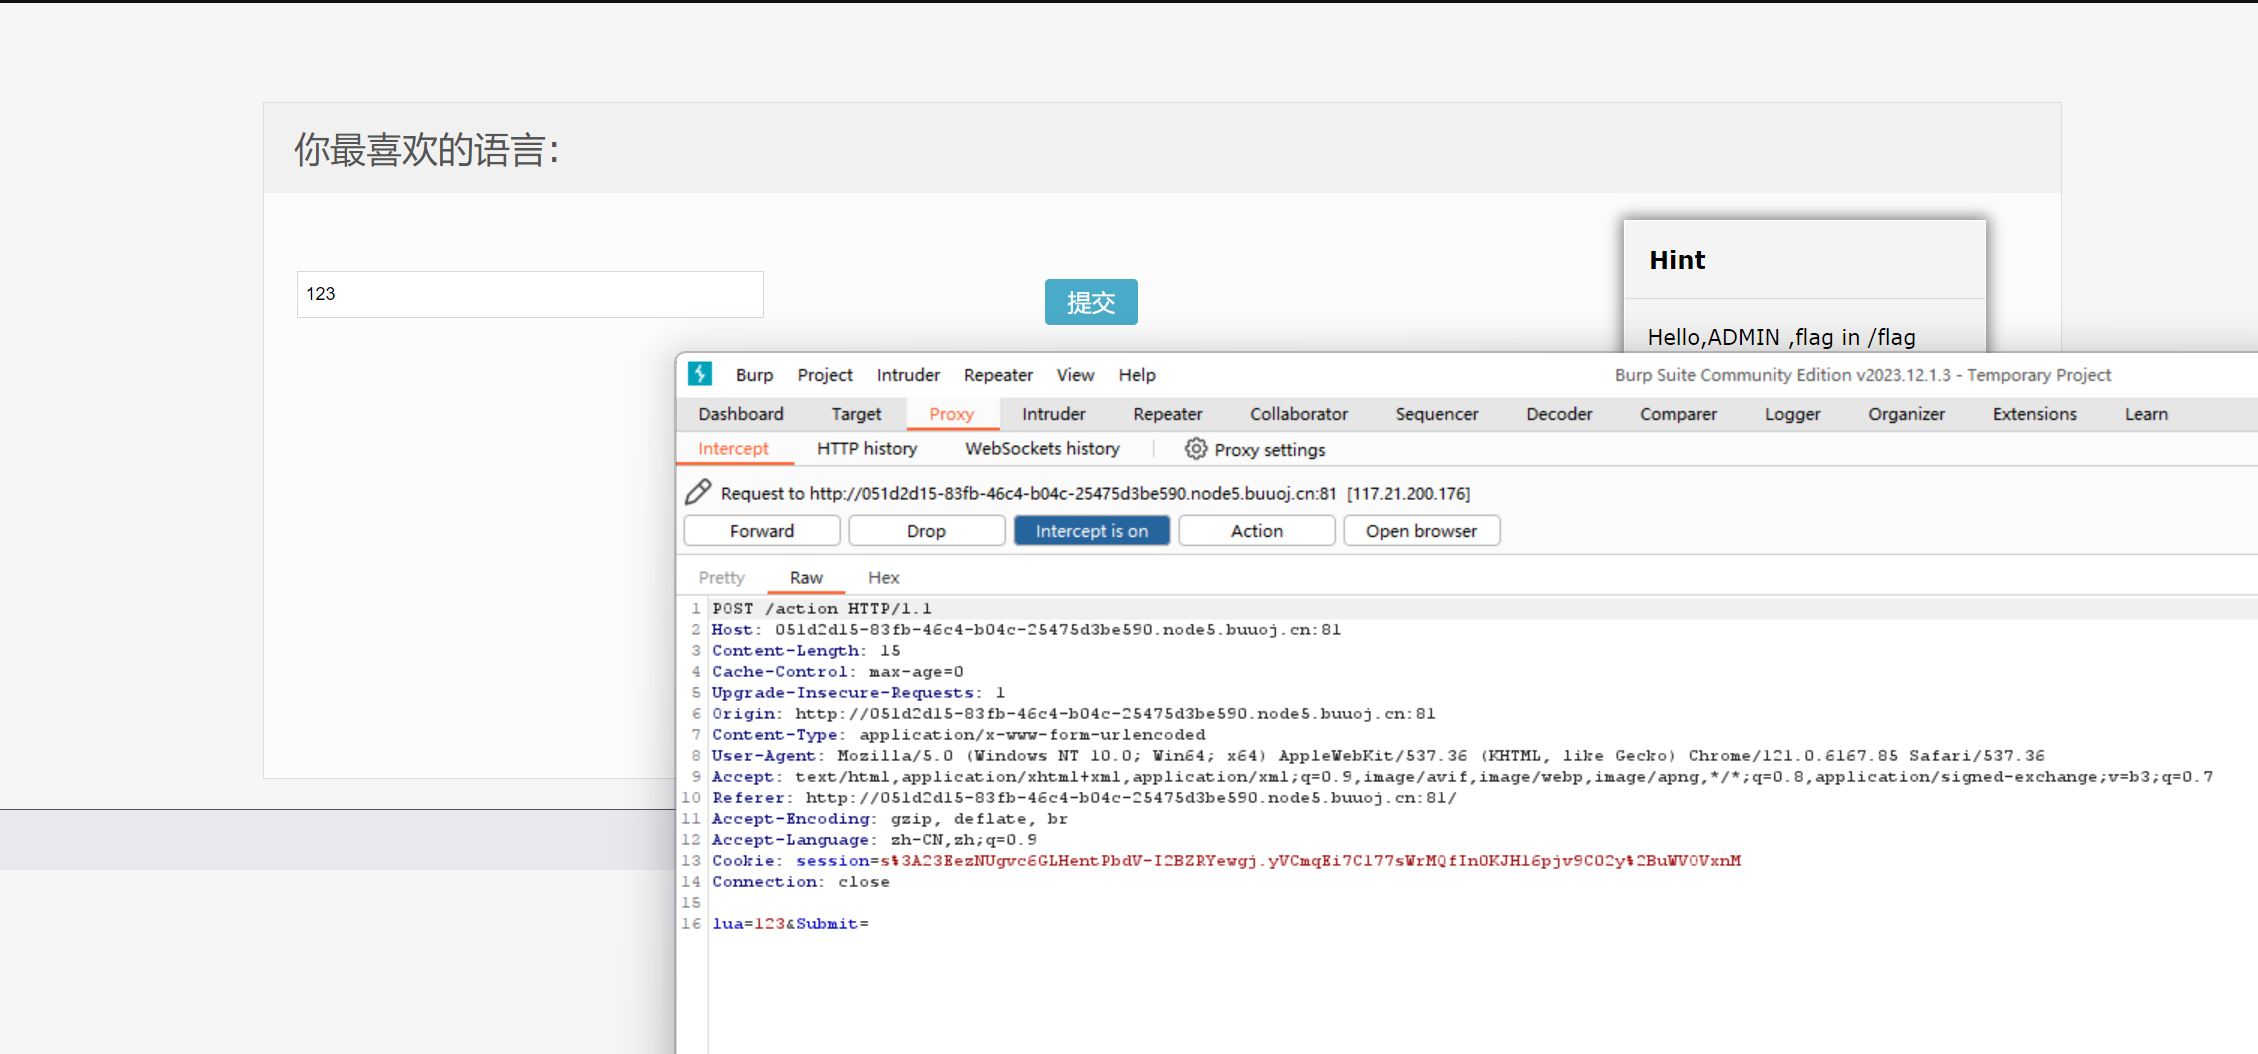 你最喜欢的语言:
123
提交
Hint
Hello,ADMIN ,flag in /flag
Burp Project Intruder Repeater View Help
Burp Suite Community Edition v2023.12.1.3 - Temporary Project
Dashboard Target Proxy Intruder Repeater Collaborator Sequencer Decoder Comparer Logger Organizer Extensions Learn
Intercept HTTP history WebSockets history Proxy settings
Request to http://051d2d15-83fb-46c4-b04c-25475d3be590.node5.buuoj.cn:81 [117.21.200.176]
Forward Drop Intercept is on Action Open browser
Pretty Raw Hex
1 POST /action HTTP/1.1
2 Host: 051d2d15-83fb-46c4-b04c-25475d3be590.node5.buuoj.cn:81
3 Content-Length: 15
4 Cache-Control: max-age=0
5 Upgrade-Insecure-Requests: 1
6 Origin: http://051d2d15-83fb-46c4-b04c-25475d3be590.node5.buuoj.cn:81
7 Content-Type: application/x-www-form-urlencoded
8 User-Agent: Mozilla/5.0 (Windows NT 10.0; Win64; x64) AppleWebKit/537.36 (KHTML, like Gecko) Chrome/121.0.6167.85 Safari/537.36
9 Accept: text/html,application/xhtml+xml,application/xml;q=0.9,image/avif,image/webp,image/apng,*/*;q=0.8,application/signed-exchange;v=b3;q=0.7
10 Referer: http://051d2d15-83fb-46c4-b04c-25475d3be590.node5.buuoj.cn:81/
11 Accept-Encoding: gzip, deflate, br
12 Accept-Language: zh-CN,zh;q=0.9
13 Cookie: session=s%3A23EezNUgvc6GLHentPbdV-I2BZRYewgj.yVCmqEi7C177sWrMQfIn0KJH16pjv9C02y%2BuWV0VxnM
14 Connection: close
15
16 lua=123&Submit=